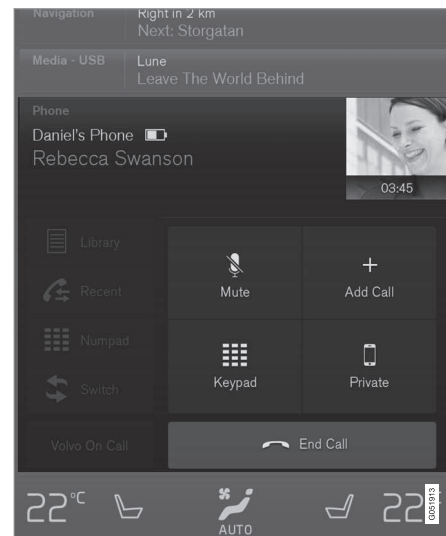 Navigation
Right in 2 km
Next: Storgatan
Media - USB
Lune
Leave The World Behind
Phone
Daniel's Phone
Rebecca Swanson
03:45
Library
Recent
Numpad
Switch
Volvo On Call
Mute
Add Call
Keypad
Private
End Call
22°C
AUTO
22
G051913